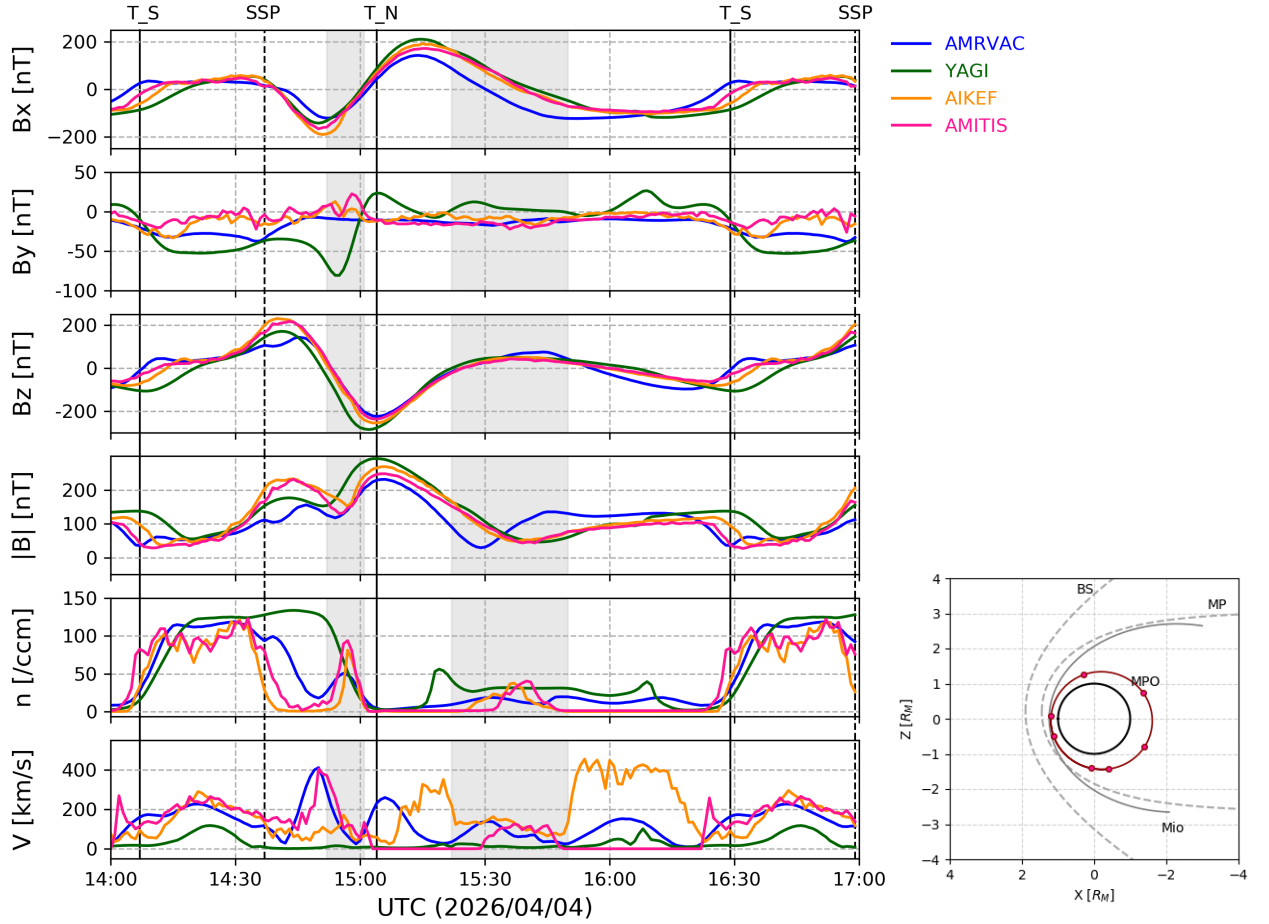 T_S SSP T_N T_S SSP
Bx [nT]
200
0
−200
AMRVAC
YAGI
AIKEF
AMITIS
By [nT]
50
0
-50
-100
Bz [nT]
200
0
-200
|B| [nT]
200
100
0
n [/ccm]
150
100
50
0
V [km/s]
400
200
0
14:00 14:30 15:00 15:30 16:00 16:30 17:00
UTC (2026/04/04)
Z [R_M]
4
3
2
1
0
−1
−2
−3
−4
BS
MP
MPO
Mio
4 2 0 −2 −4
X [R_M]